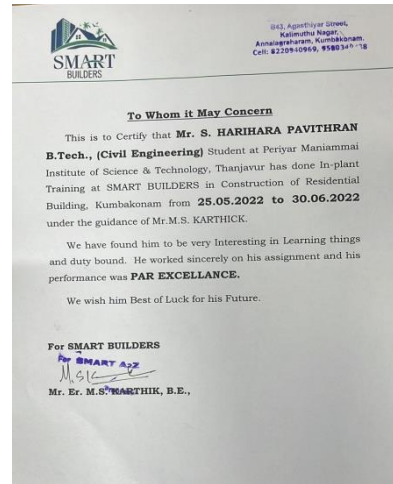 SMART
BUILDERS
B43, Agasthiyar Street,
Kalimuthu Nagar,
Annalagraharam, Kumbakonam.
Cell: 8220940969,
To Whom it May Concern
This is to Certify that Mr. S. HARIHARA PAVITHRAN
B.Tech., (Civil Engineering) Student at Periyar Maniammai
Institute of Science & Technology, Thanjavur has done In-plant
Training at SMART BUILDERS in Construction of Residential
Building, Kumbakonam from 25.05.2022 to 30.06.2022
under the guidance of Mr.M.S. KARTHICK.
We have found him to be very Interesting in Learning things
and duty bound. He worked sincerely on his assignment and his
performance was PAR EXCELLANCE.
We wish him Best of Luck for his Future.
For SMART BUILDERS
For SMART
Mr. Er. M.S. KARTHIK, B.E.,